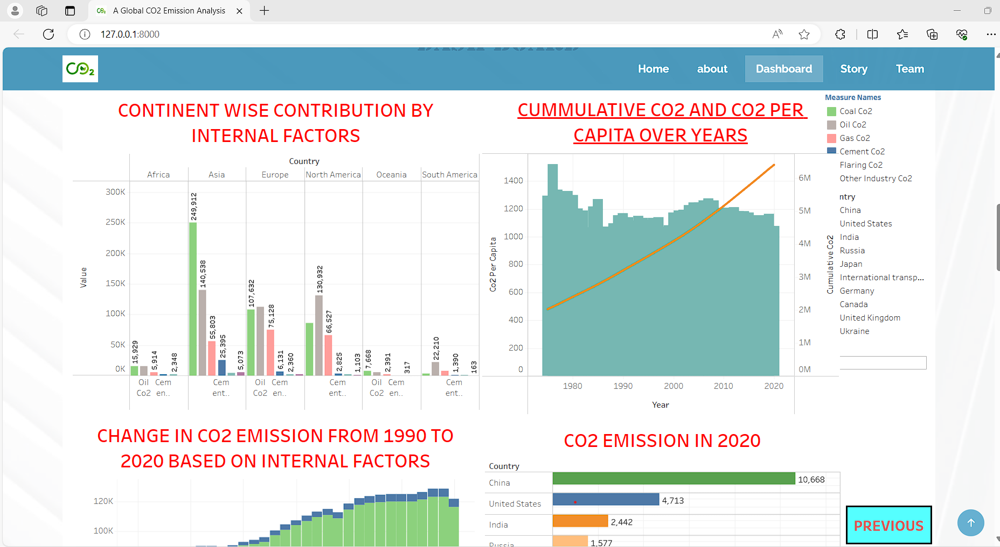 A Global CO2 Emission Analysis
127.0.0.1:8000
DASH BOARD
CO2
Home
about
Dashboard
Story
Team
CONTINENT WISE CONTRIBUTION BY
INTERNAL FACTORS
Country
Africa
Asia
Europe
North America
Oceania
South America
Value
300K
250K
200K
150K
100K
50K
0K
15,929
5,914
2,348
249,912
140,538
55,803
25,395
5,073
107,632
75,128
6,131
2,360
130,932
66,527
2,825
1,103
7,668
2,391
317
22,210
1,390
163
Oil
Co2
Cem
en..
Cem
ent..
Oil
Co2
Cem
en..
Cem
ent..
Oil
Co2
Cem
en..
Cem
ent..
CUMMULATIVE CO2 AND CO2 PER
CAPITA OVER YEARS
Co2 Per Capita
1400
1200
1000
800
600
400
200
0
6M
5M
4M
3M
2M
1M
0M
Cumulative Co2
1980
1990
2000
2010
2020
Year
Measure Names
Coal Co2
Oil Co2
Gas Co2
Cement Co2
Flaring Co2
Other Industry Co2
ntry
China
United States
India
Russia
Japan
International transp...
Germany
Canada
United Kingdom
Ukraine
CHANGE IN CO2 EMISSION FROM 1990 TO
2020 BASED ON INTERNAL FACTORS
120K
100K
CO2 EMISSION IN 2020
Country
China
10,668
United States
4,713
India
2,442
Russia
1,577
PREVIOUS